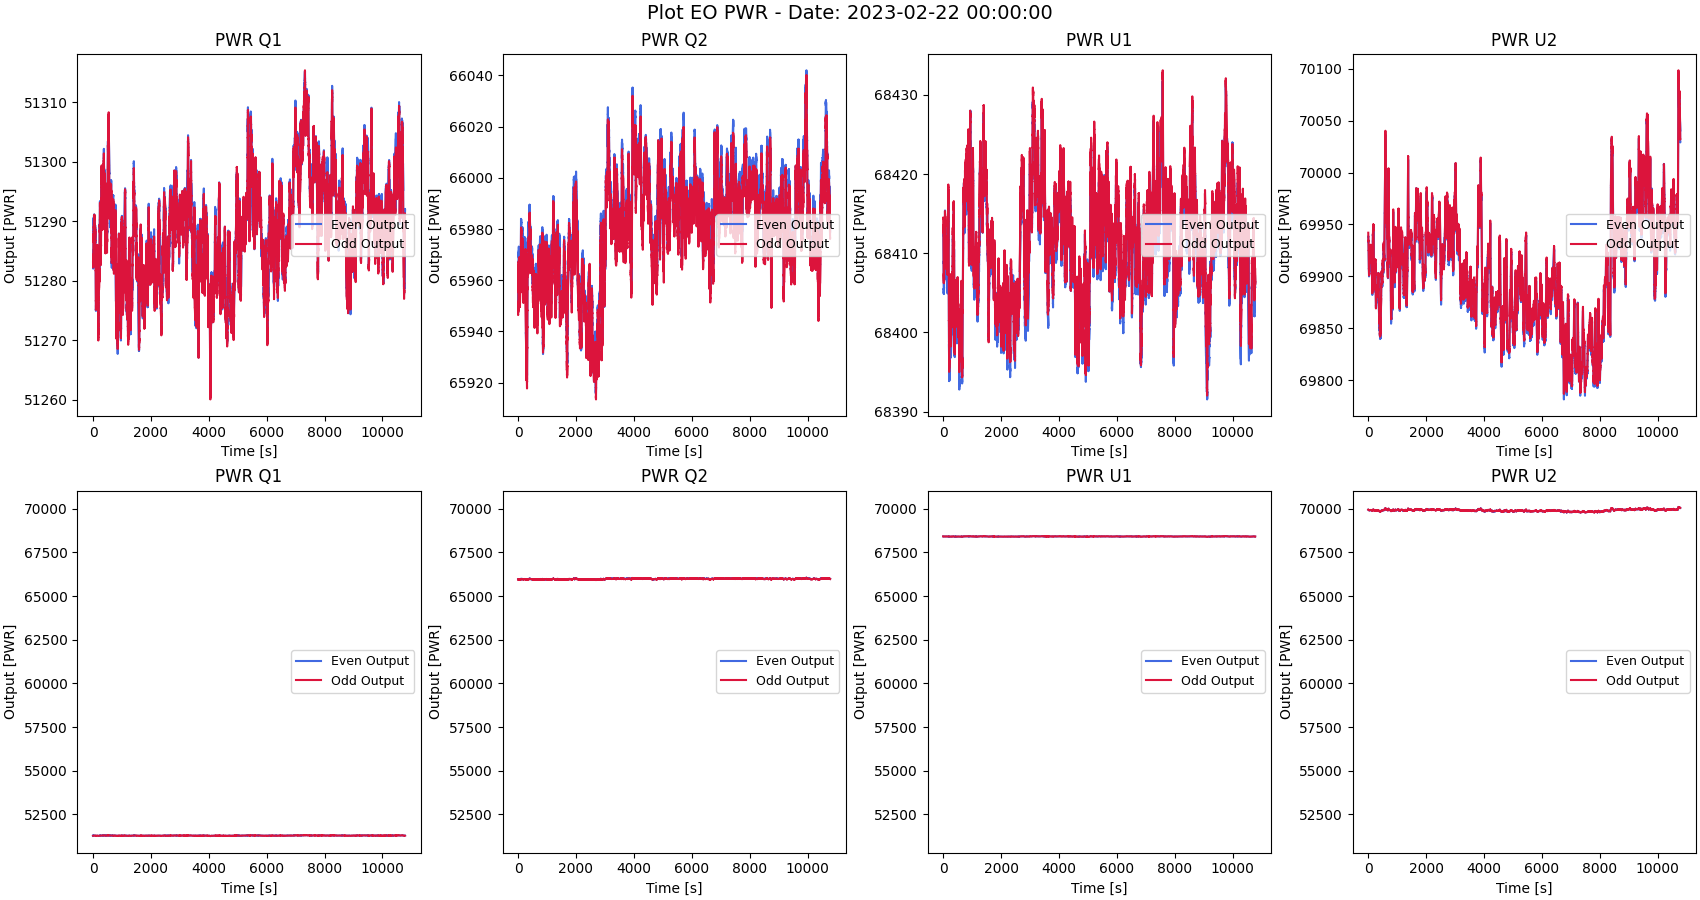 Plot EO PWR - Date: 2023-02-22 00:00:00
PWR Q1
Output [PWR]
51310
51300
51290
51280
51270
51260
Even Output
Odd Output
0 2000 4000 6000 8000 10000
Time [s]
PWR Q2
Output [PWR]
66040
66020
66000
65980
65960
65940
65920
Even Output
Odd Output
0 2000 4000 6000 8000 10000
Time [s]
PWR U1
Output [PWR]
68430
68420
68410
68400
68390
Even Output
Odd Output
0 2000 4000 6000 8000 10000
Time [s]
PWR U2
Output [PWR]
70100
70050
70000
69950
69900
69850
69800
Even Output
Odd Output
0 2000 4000 6000 8000 10000
Time [s]
PWR Q1
Output [PWR]
70000
67500
65000
62500
60000
57500
55000
52500
Even Output
Odd Output
0 2000 4000 6000 8000 10000
Time [s]
PWR Q2
Output [PWR]
70000
67500
65000
62500
60000
57500
55000
52500
Even Output
Odd Output
0 2000 4000 6000 8000 10000
Time [s]
PWR U1
Output [PWR]
70000
67500
65000
62500
60000
57500
55000
52500
Even Output
Odd Output
0 2000 4000 6000 8000 10000
Time [s]
PWR U2
Output [PWR]
70000
67500
65000
62500
60000
57500
55000
52500
Even Output
Odd Output
0 2000 4000 6000 8000 10000
Time [s]